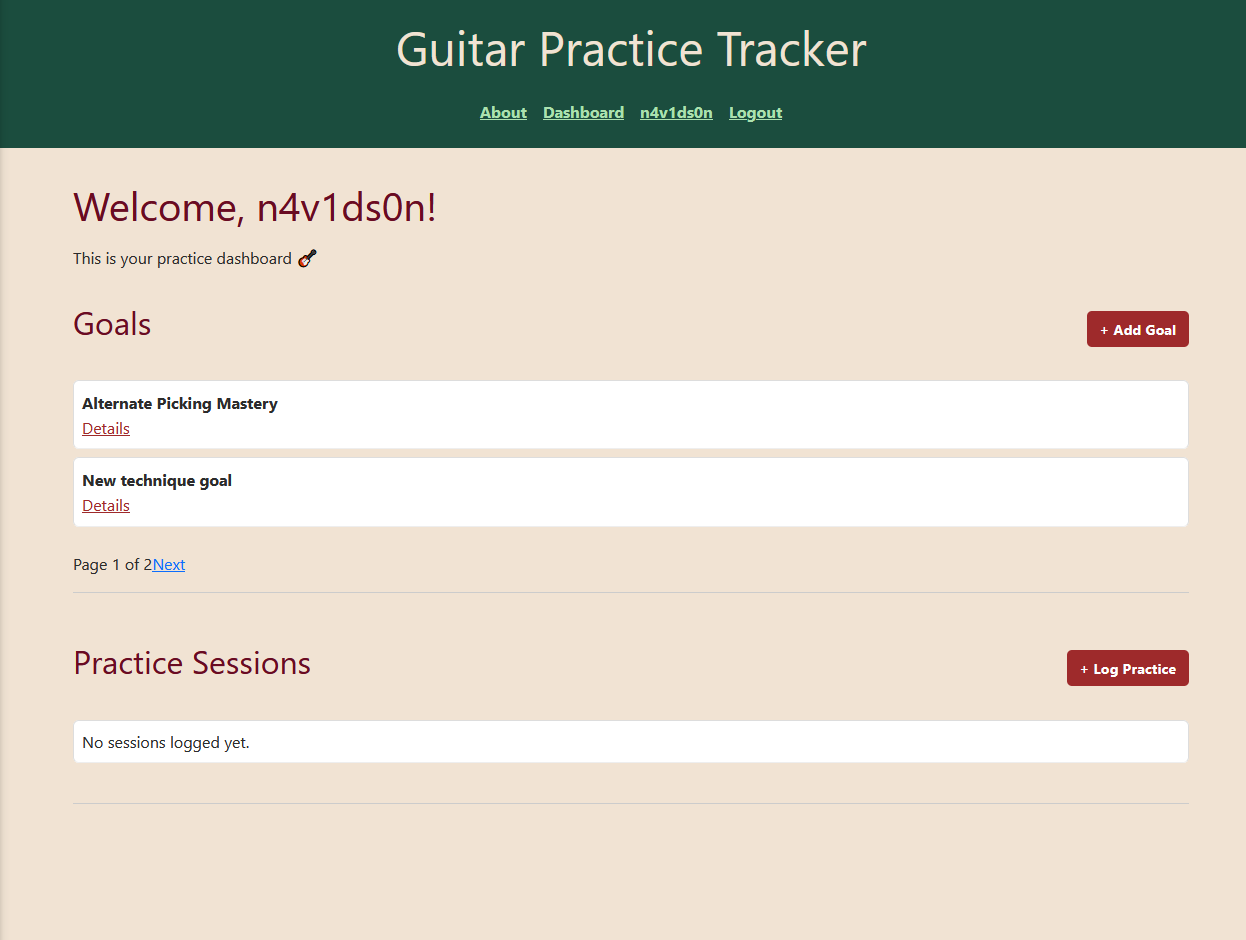 Guitar Practice Tracker
About Dashboard n4v1ds0n Logout
Welcome, n4v1ds0n!
This is your practice dashboard 🎸
Goals
+ Add Goal
Alternate Picking Mastery
Details
New technique goal
Details
Page 1 of 2Next
Practice Sessions
+ Log Practice
No sessions logged yet.